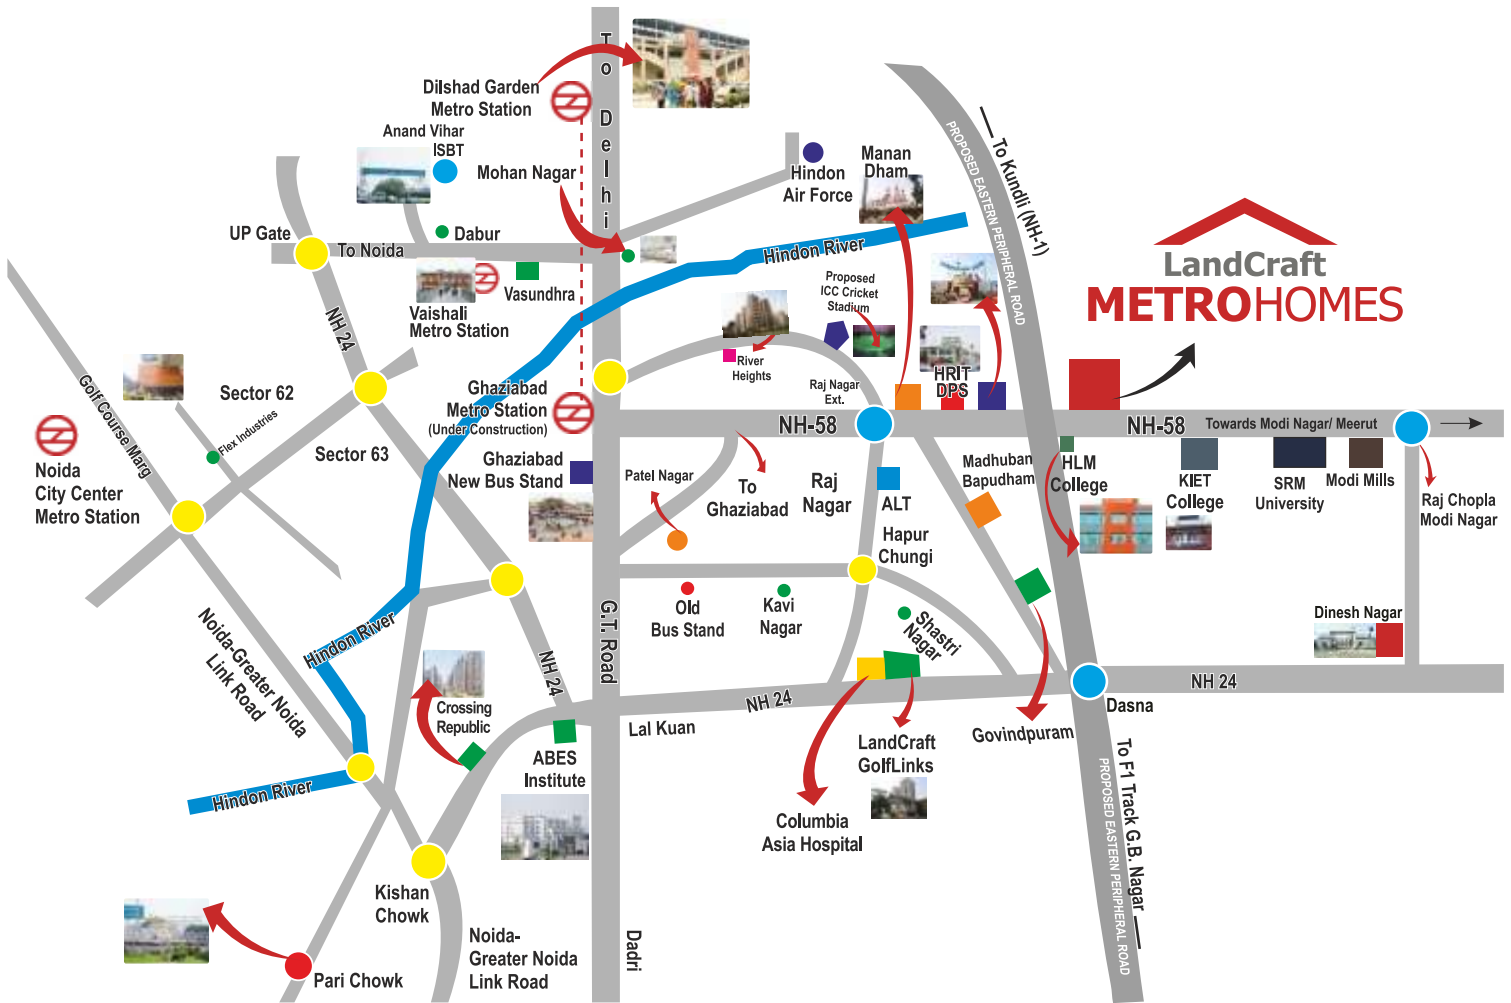 To Delhi
Dilshad Garden
Metro Station
Anand Vihar
ISBT
Mohan Nagar
Hindon
Air Force
Manan
Dham
PROPOSED EASTERN PERIPHERAL ROAD
To Kundli (NH-1)
UP Gate
To Noida
Dabur
Hindon River
LandCraft
METROHOMES
Vasundhra
Vaishali
Metro Station
NH 24
Proposed
ICC Cricket
Stadium
River
Heights
Raj Nagar
Ext.
HRIT
DPS
Golf Course Marg
Sector 62
Flex Industries
Sector 63
Ghaziabad
Metro Station
(Under Construction)
NH-58
NH-58
Towards Modi Nagar/ Meerut
Noida
City Center
Metro Station
Ghaziabad
New Bus Stand
Patel Nagar
To
Ghaziabad
Raj
Nagar
ALT
Madhuban
Bapudham
HLM
College
KIET
College
SRM
University
Modi Mills
Raj Chopla
Modi Nagar
Hapur
Chungi
G.T. Road
Old
Bus Stand
Kavi
Nagar
Shastri
Nagar
Dinesh Nagar
Hindon River
Noida-Greater Noida
Link Road
NH 24
Crossing
Republic
NH 24
NH 24
Dasna
Lal Kuan
Govindpuram
ABES
Institute
LandCraft
GolfLinks
Hindon River
Columbia
Asia Hospital
To F1 Track G.B. Nagar
PROPOSED EASTERN PERIPHERAL ROAD
Kishan
Chowk
Noida-
Greater Noida
Link Road
Dadri
Pari Chowk